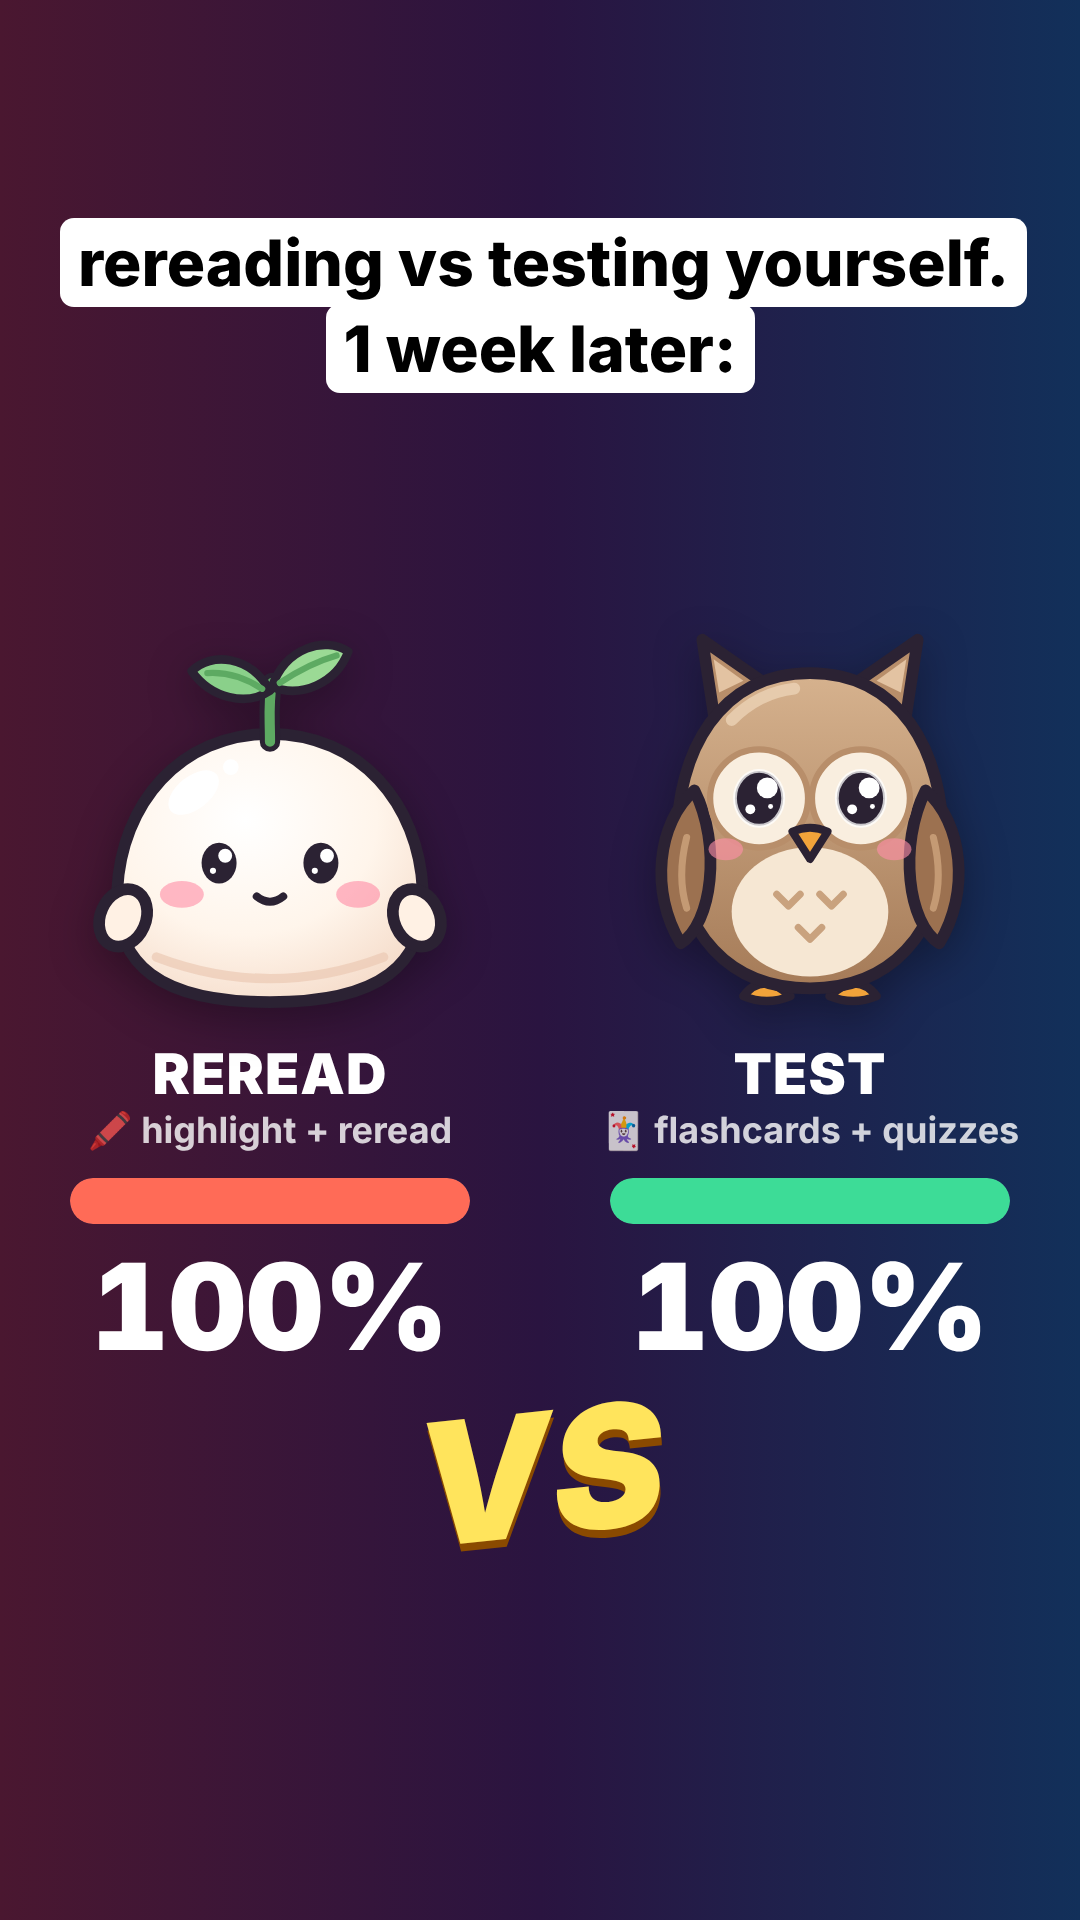 rereading vs testing yourself.
1 week later:
REREAD
🖍️ highlight + reread
100%
TEST
🃏 flashcards + quizzes
100%
VS